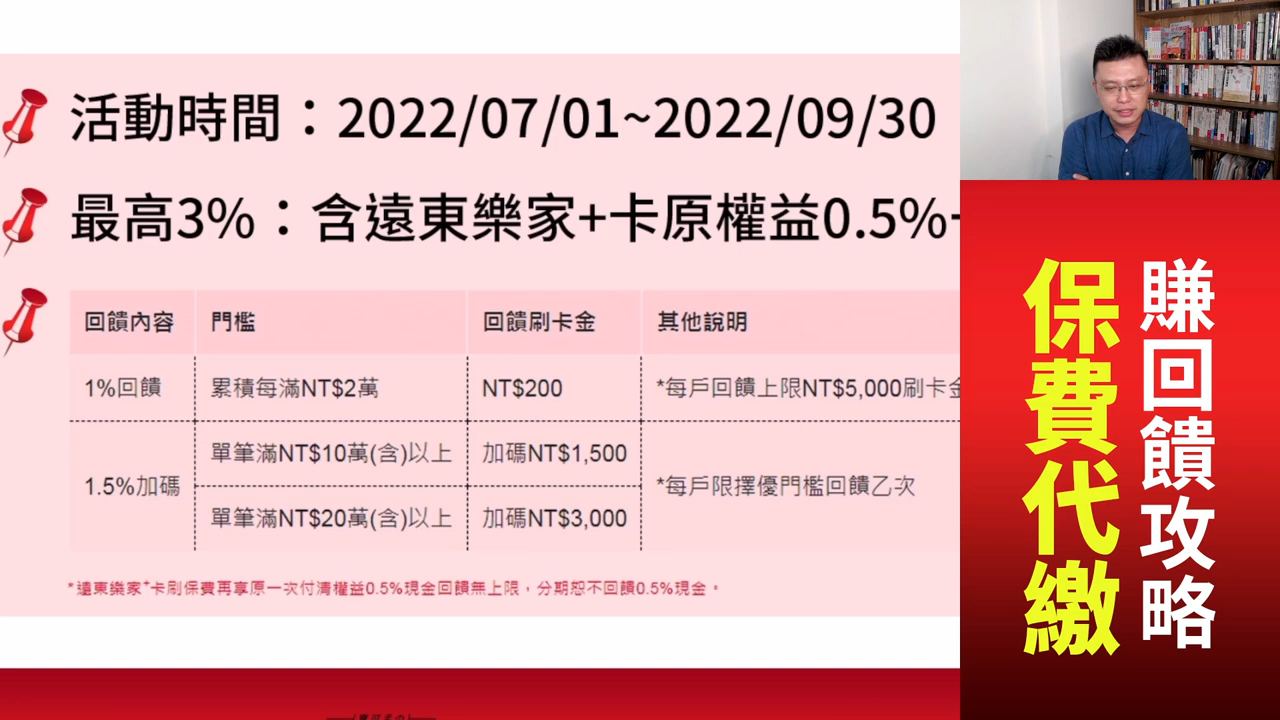 活動時間：2022/07/01~2022/09/30
最高3%：含遠東樂家+卡原權益0.5%
回饋內容 門檻 回饋刷卡金 其他說明
1%回饋 累積每滿NT$2萬 NT$200 *每戶回饋上限NT$5,000刷卡金
1.5%加碼 單筆滿NT$10萬(含)以上 加碼NT$1,500 *每戶限擇優門檻回饋乙次
單筆滿NT$20萬(含)以上 加碼NT$3,000
*遠東樂家+卡刷保費再享原一次付清權益0.5%現金回饋無上限，分期恕不回饋0.5%現金。
賺回饋攻略
保費代繳